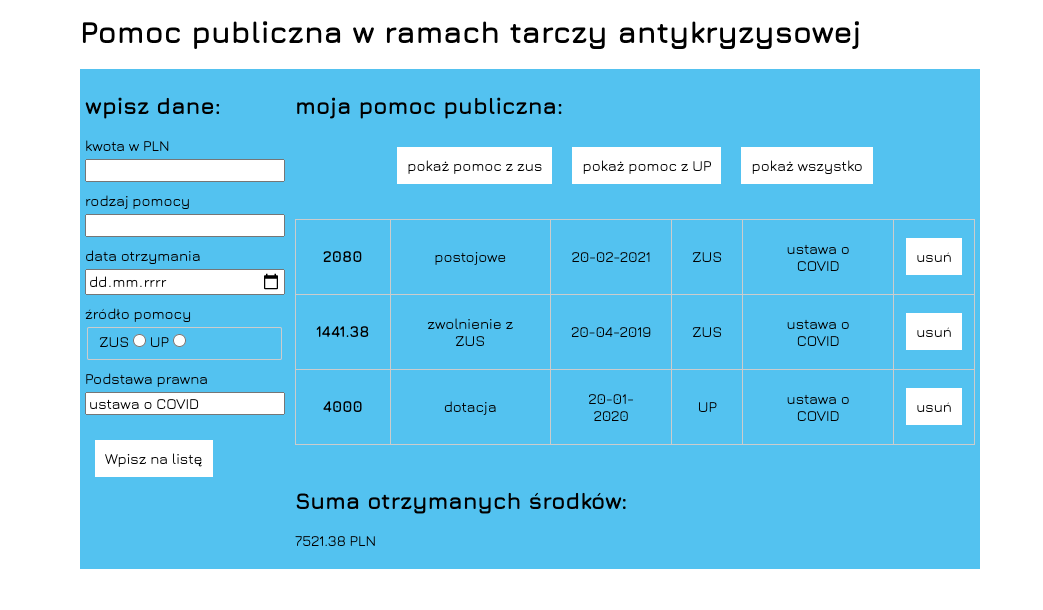 Pomoc publiczna w ramach tarczy antykryzysowej
wpisz dane:
kwota w PLN
rodzaj pomocy
data otrzymania
dd.mm.rrrr
źródło pomocy
ZUS UP
Podstawa prawna
ustawa o COVID
Wpisz na listę
moja pomoc publiczna:
pokaż pomoc z zus pokaż pomoc z UP pokaż wszystko
2080 postojowe 20-02-2021 ZUS ustawa o COVID usuń
1441.38 zwolnienie z ZUS 20-04-2019 ZUS ustawa o COVID usuń
4000 dotacja 20-01-2020 UP ustawa o COVID usuń
Suma otrzymanych środków:
7521.38 PLN